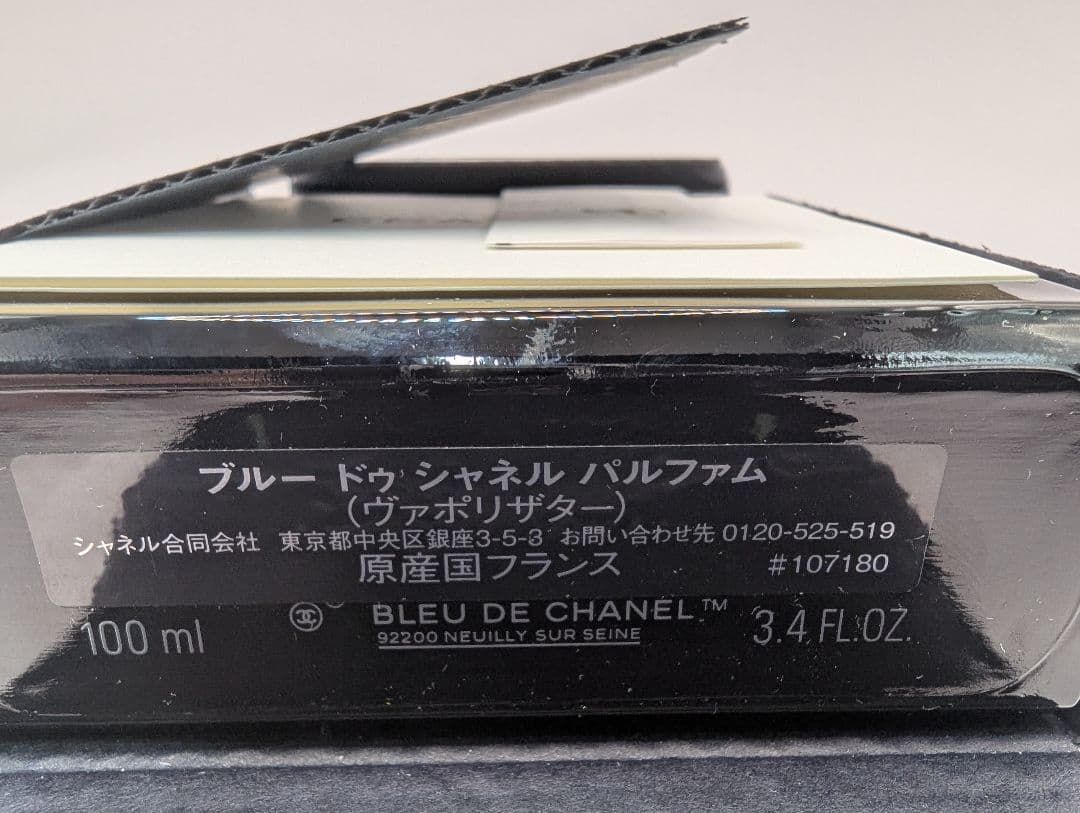 ブルー ドゥ シャネル パルファム
(ヴァポリザター)
シャネル合同会社 東京都中央区銀座3-5-3 お問い合わせ先 0120-525-519
原産国フランス #107180
100 ml BLEU DE CHANEL™ 3.4 FL.OZ.
92200 NEUILLY SUR SEINE